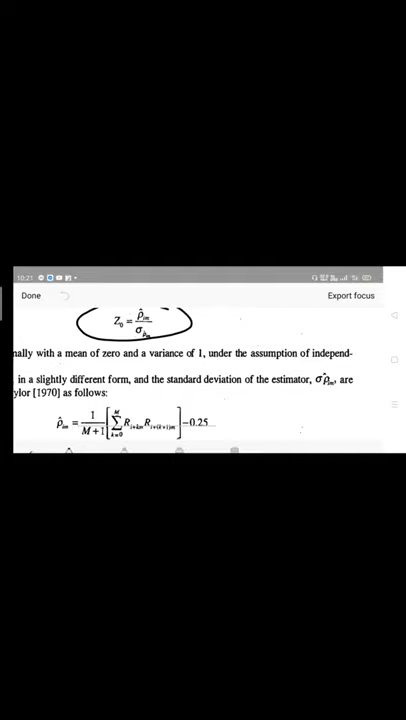 10:21
Done
Export focus
Z₀ = ρ̂ᵢₘ / σρ̂ᵢₘ
mally with a mean of zero and a variance of 1, under the assumption of independ-
in a slightly different form, and the standard deviation of the estimator, σρ̂ᵢₘ, are
ylor [1970] as follows:
ρ̂ᵢₘ = 1/(M+1) [ Σ_{k=0}^{M} R_{i+km} R_{i+(k+1)m} ] −0.25